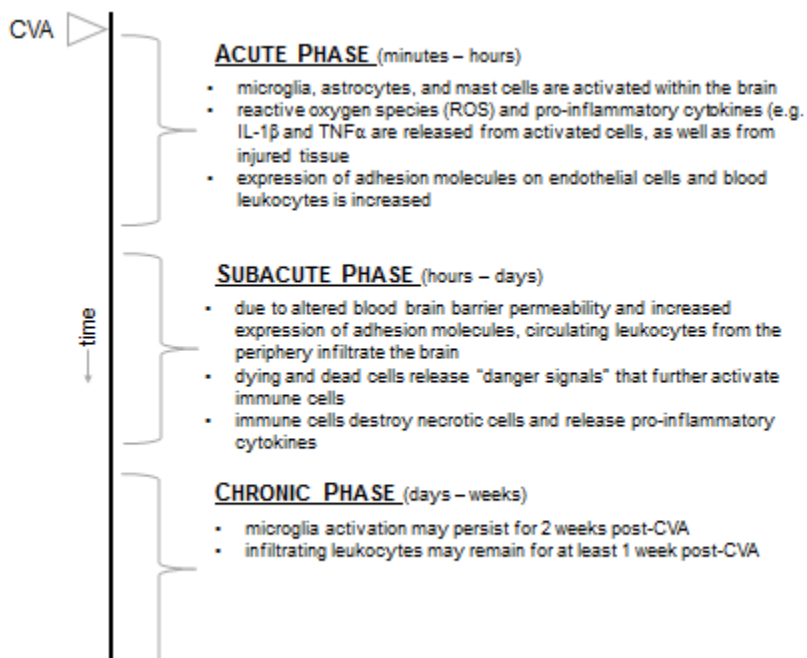 CVA
ACUTE PHASE (minutes – hours)
▪ microglia, astrocytes, and mast cells are activated within the brain
▪ reactive oxygen species (ROS) and pro-inflammatory cytokines (e.g.
IL-1β and TNFα are released from activated cells, as well as from
injured tissue
▪ expression of adhesion molecules on endothelial cells and blood
leukocytes is increased
SUBACUTE PHASE (hours – days)
▪ due to altered blood brain barrier permeability and increased
expression of adhesion molecules, circulating leukocytes from the
periphery infiltrate the brain
▪ dying and dead cells release “danger signals” that further activate
immune cells
▪ immune cells destroy necrotic cells and release pro-inflammatory
cytokines
time
CHRONIC PHASE (days – weeks)
▪ microglia activation may persist for 2 weeks post-CVA
▪ infiltrating leukocytes may remain for at least 1 week post-CVA